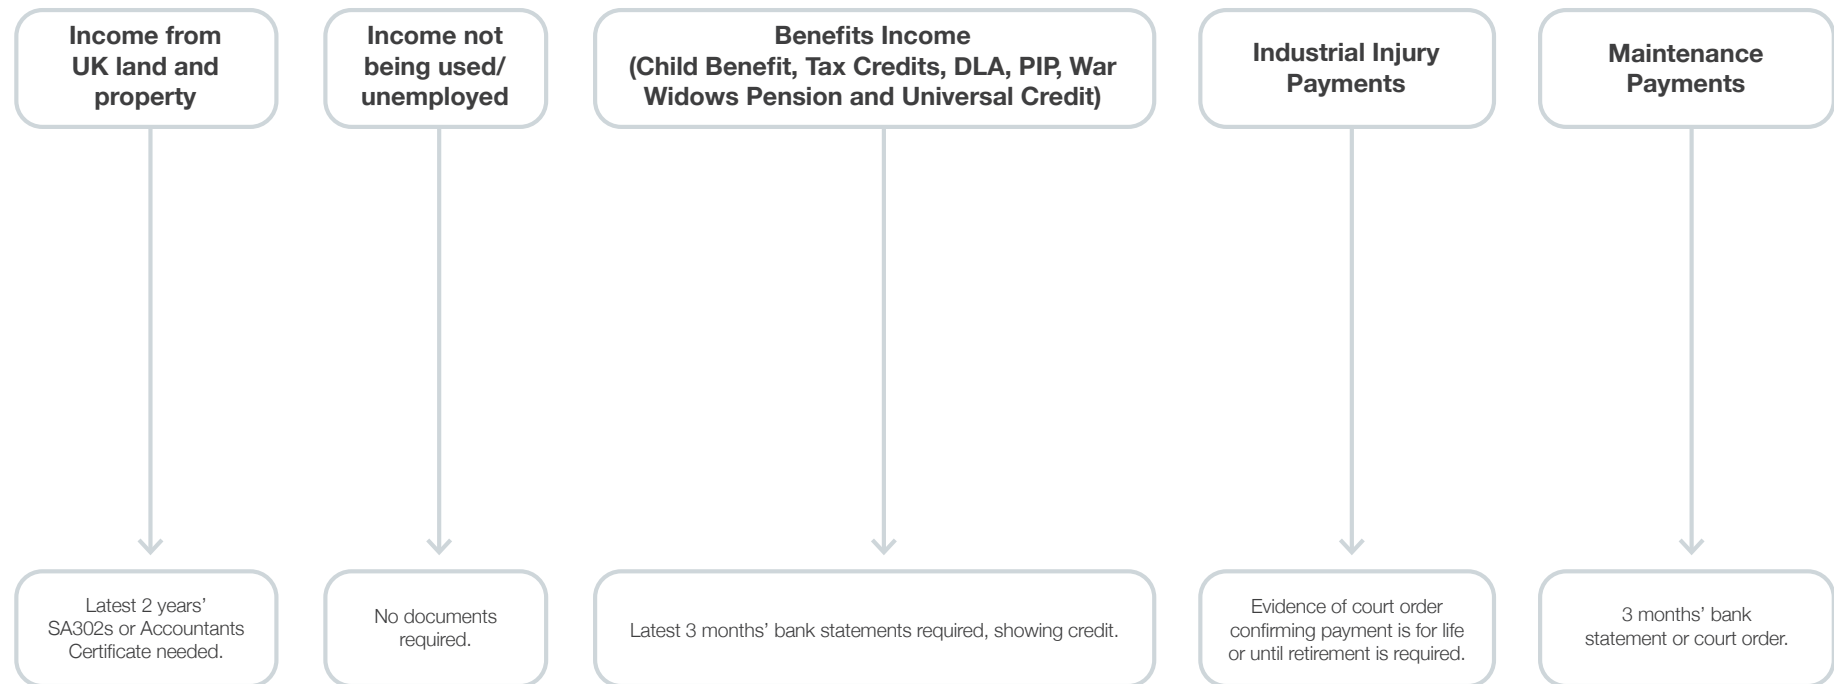 Income from
UK land and
property
Income not
being used/
unemployed
Benefits Income
(Child Benefit, Tax Credits, DLA, PIP, War
Widows Pension and Universal Credit)
Industrial Injury
Payments
Maintenance
Payments
Latest 2 years’
SA302s or Accountants
Certificate needed.
No documents
required.
Latest 3 months’ bank statements required, showing credit.
Evidence of court order
confirming payment is for life
or until retirement is required.
3 months’ bank
statement or court order.